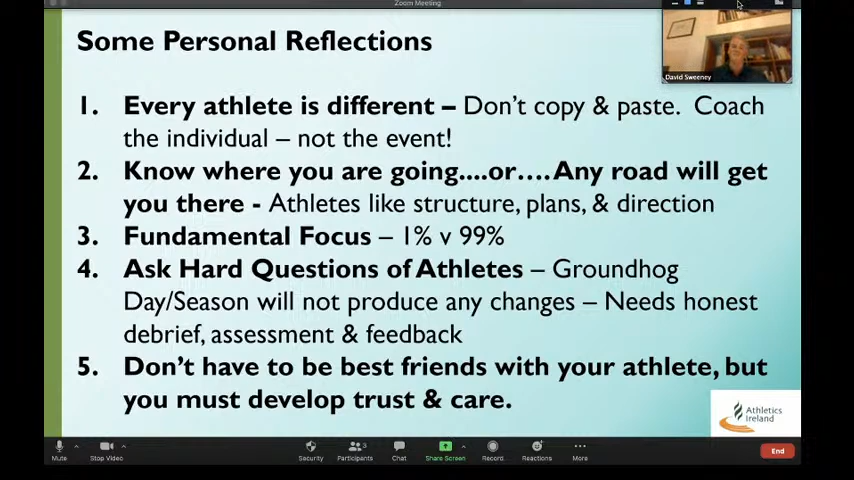 Zoom Meeting
Some Personal Reflections
David Sweeney
1. Every athlete is different – Don't copy & paste. Coach
the individual – not the event!
2. Know where you are going....or.... Any road will get
you there - Athletes like structure, plans, & direction
3. Fundamental Focus – 1% v 99%
4. Ask Hard Questions of Athletes – Groundhog
Day/Season will not produce any changes – Needs honest
debrief, assessment & feedback
5. Don't have to be best friends with your athlete, but
you must develop trust & care.
Athletics
Ireland
3
Mute Stop Video Security Participants Chat Share Screen Record Reactions More End